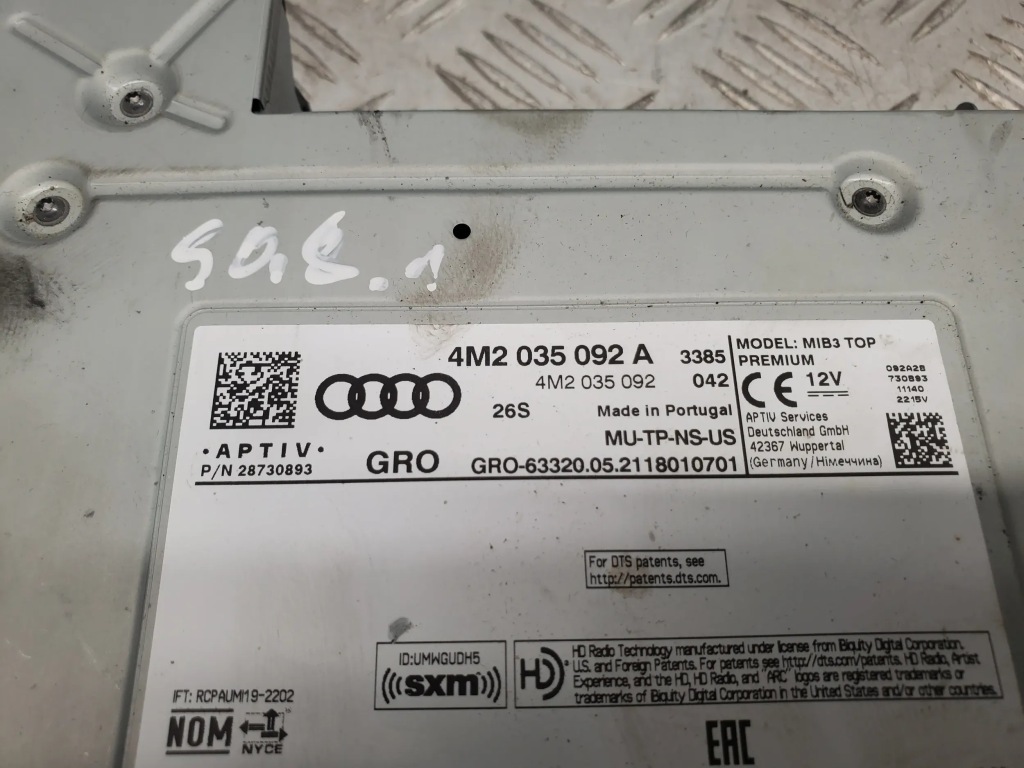 4M2 035 092 A 3385
4M2 035 092 042
26S Made in Portugal
MU-TP-NS-US
· APTIV ·
P/N 28730893
GRO GRO-63320.05.2118010701
MODEL: MIB3 TOP
PREMIUM
CE 12V
APTIV Services
Deutschland GmbH
42367 Wuppertal
(Germany/Німеччина)
092A2B
730893
11140
2215V
For DTS patents, see
http://patents.dts.com.
ID:UMWGUDH5
sxm
HD
HD Radio Technology manufactured under license from iBiquity Digital Corporation.
U.S. and Foreign Patents. For patents see http://dts.com/patents. HD Radio, Artist
Experience, and the HD, HD Radio, and "ARC" logos are registered trademarks or
trademarks of iBiquity Digital Corporation in the United States and/or other countries.
IFT: RCPAUMI19-2202
NOM
NYCE
EAC